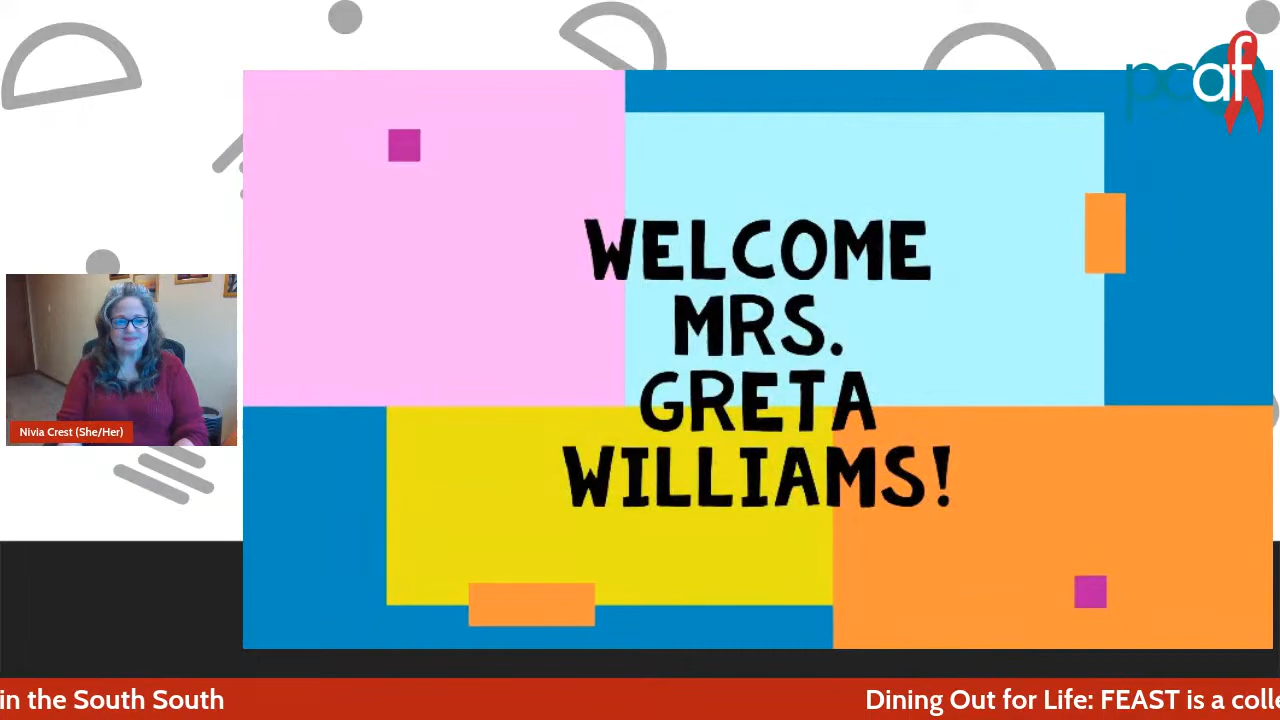 pcaf
WELCOME
MRS.
GRETA
WILLIAMS!
Nivia Crest (She/Her)
in the South South
Dining Out for Life: FEAST is a colle